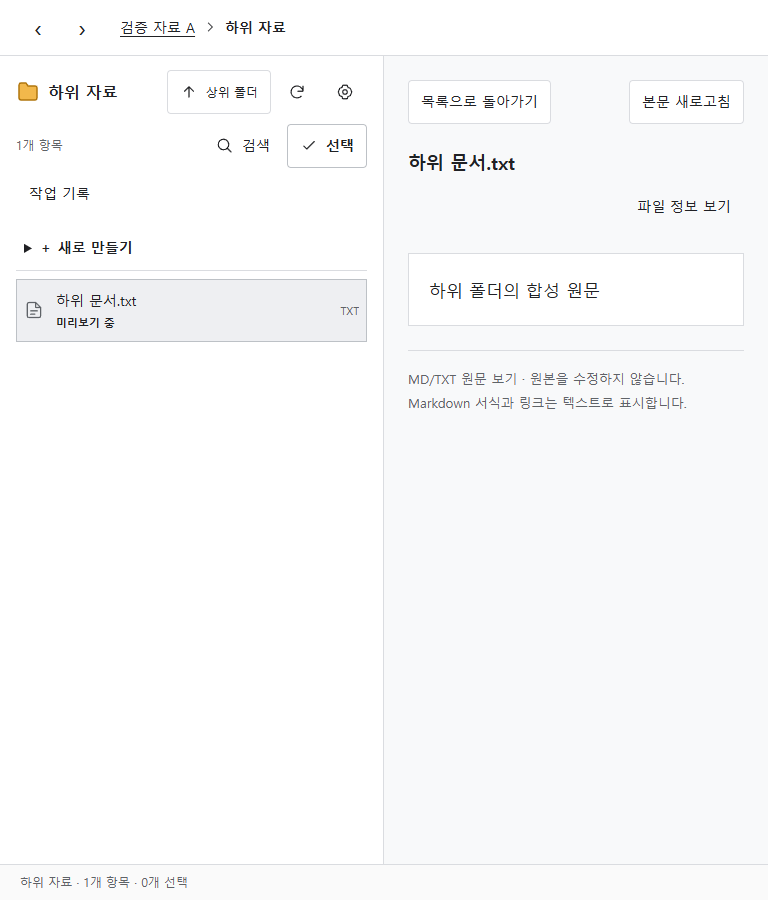 ‹ › 검증 자료 A > 하위 자료
하위 자료
↑ 상위 폴더
1개 항목
검색
✓ 선택
작업 기록
▶ + 새로 만들기
하위 문서.txt
미리보기 중
TXT
목록으로 돌아가기
본문 새로고침
하위 문서.txt
파일 정보 보기
하위 폴더의 합성 원문
MD/TXT 원문 보기 · 원본을 수정하지 않습니다.
Markdown 서식과 링크는 텍스트로 표시합니다.
하위 자료 · 1개 항목 · 0개 선택